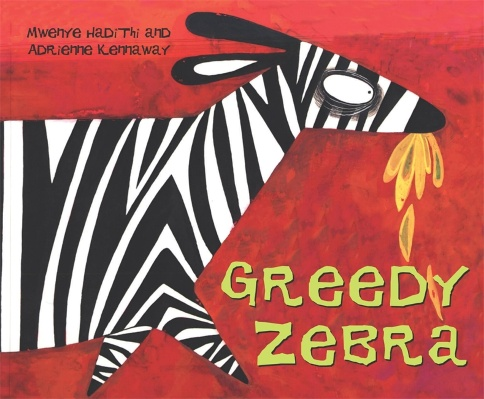 Mwenye Hadithi and
Adrienne Kennaway
Greedy
Zebra